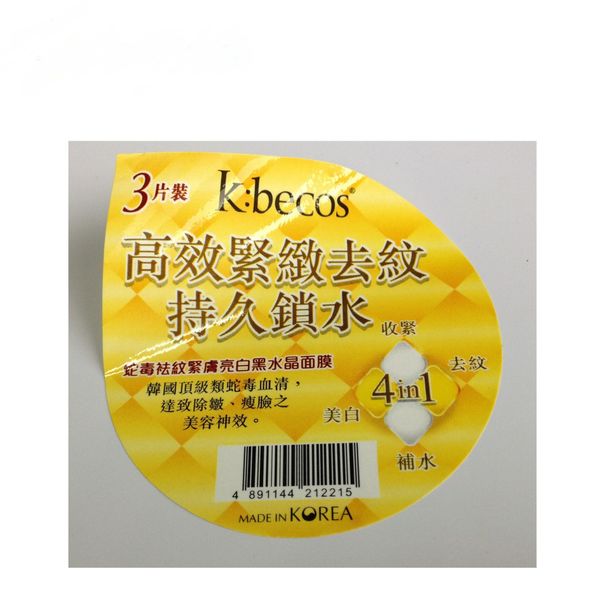 3片裝
k:becos®
高效緊緻去紋
持久鎖水
蛇毒袪紋緊膚亮白黑水晶面膜
韓國頂級類蛇毒血清，
達致除皺、瘦臉之
美容神效。
收緊
去紋
4in1
美白
補水
4 891144 212215
MADE IN KOREA